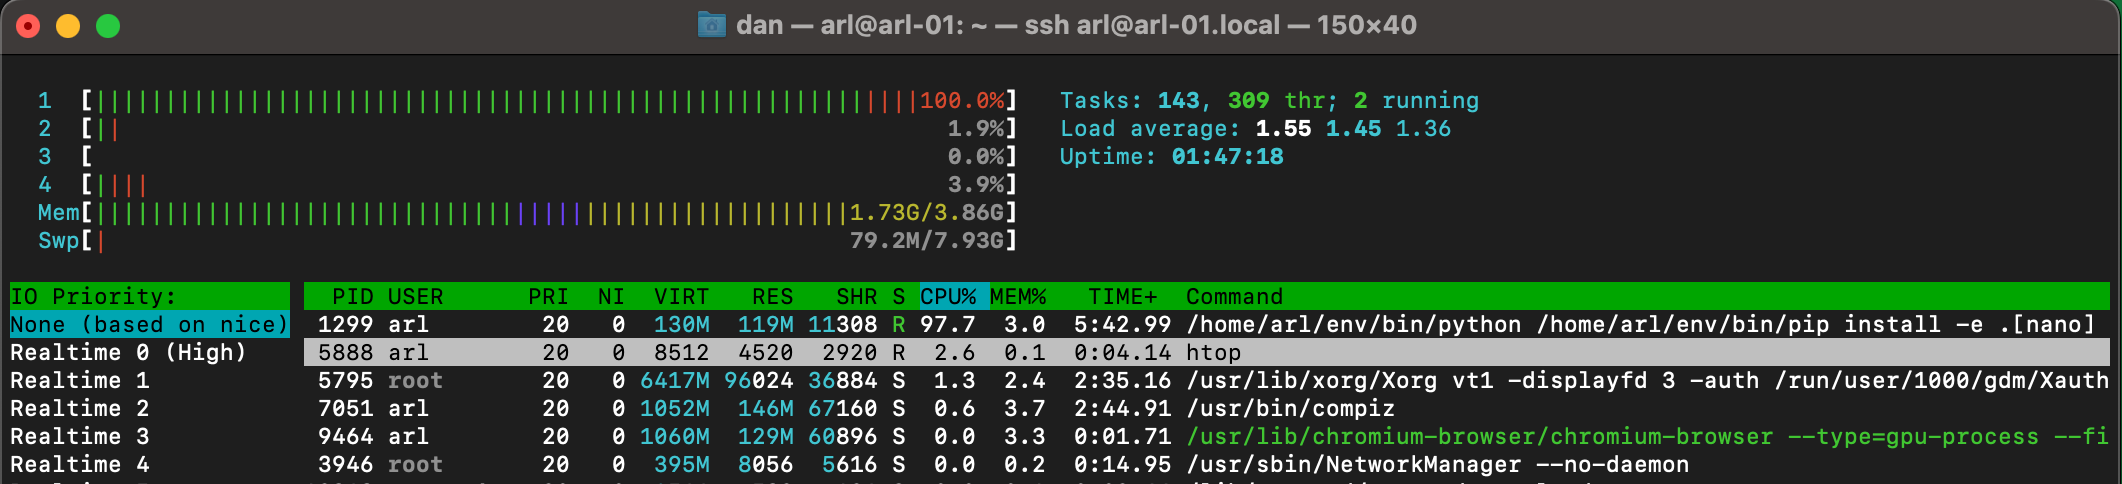 dan — arl@arl-01: ~ — ssh arl@arl-01.local — 150×40
1 [||||||||||||||||||||||||||||||||||||||||||||||||||||||||||| 100.0%] Tasks: 143, 309 thr; 2 running
2 [|| 1.9%] Load average: 1.55 1.45 1.36
3 [ 0.0%] Uptime: 01:47:18
4 [|||| 3.9%]
Mem[||||||||||||||||||||||||||||||||||||||||||||||||||||||1.73G/3.86G]
Swp[| 79.2M/7.93G]
IO Priority: PID USER PRI NI VIRT RES SHR S CPU% MEM% TIME+ Command
None (based on nice) 1299 arl 20 0 130M 119M 11308 R 97.7 3.0 5:42.99 /home/arl/env/bin/python /home/arl/env/bin/pip install -e .[nano]
Realtime 0 (High) 5888 arl 20 0 8512 4520 2920 R 2.6 0.1 0:04.14 htop
Realtime 1 5795 root 20 0 6417M 96024 36884 S 1.3 2.4 2:35.16 /usr/lib/xorg/Xorg vt1 -displayfd 3 -auth /run/user/1000/gdm/Xauth
Realtime 2 7051 arl 20 0 1052M 146M 67160 S 0.6 3.7 2:44.91 /usr/bin/compiz
Realtime 3 9464 arl 20 0 1060M 129M 60896 S 0.0 3.3 0:01.71 /usr/lib/chromium-browser/chromium-browser --type=gpu-process --fi
Realtime 4 3946 root 20 0 395M 8056 5616 S 0.0 0.2 0:14.95 /usr/sbin/NetworkManager --no-daemon